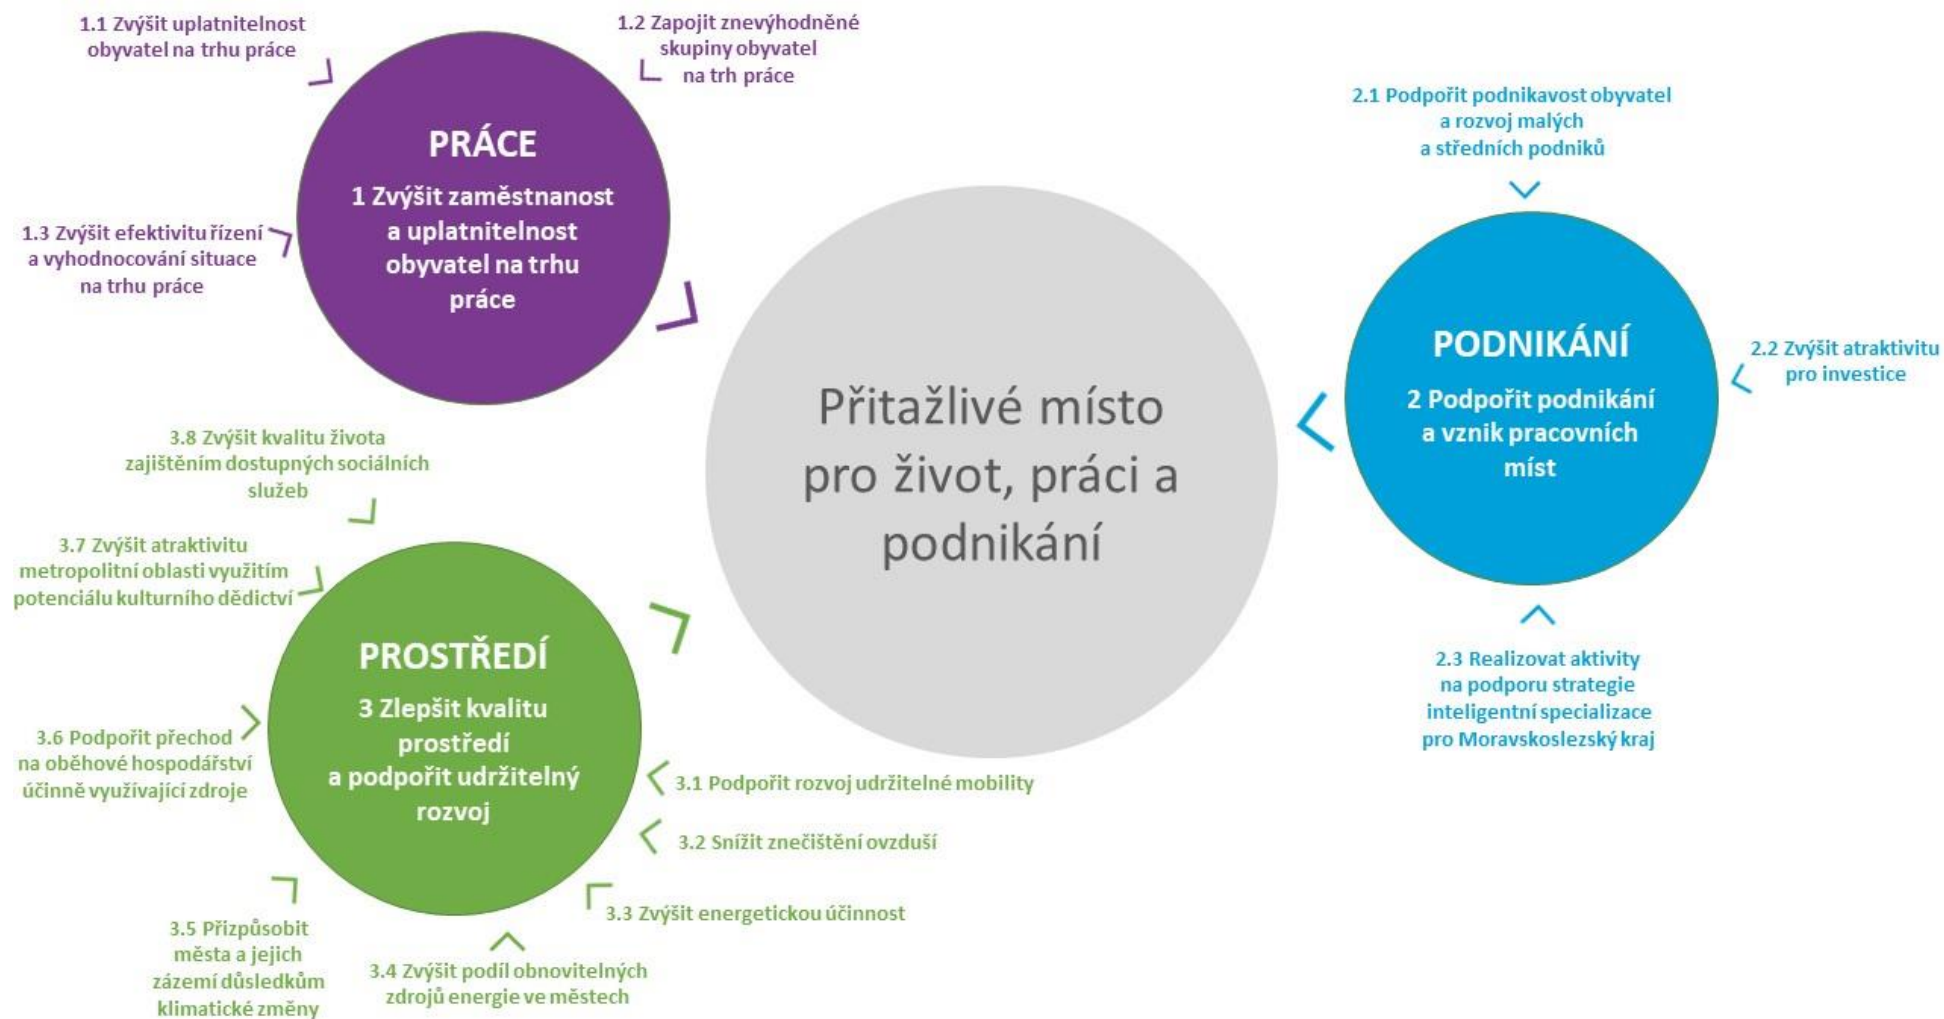 1.1 Zvýšit uplatnitelnost
obyvatel na trhu práce
1.2 Zapojit znevýhodněné
skupiny obyvatel
na trh práce
PRÁCE
1 Zvýšit zaměstnanost
a uplatnitelnost
obyvatel na trhu
práce
1.3 Zvýšit efektivitu řízení
a vyhodnocování situace
na trhu práce
2.1 Podpořit podnikavost obyvatel
a rozvoj malých
a středních podniků
PODNIKÁNÍ
2 Podpořit podnikání
a vznik pracovních
míst
2.2 Zvýšit atraktivitu
pro investice
2.3 Realizovat aktivity
na podporu strategie
inteligentní specializace
pro Moravskoslezský kraj
Přitažlivé místo
pro život, práci a
podnikání
3.8 Zvýšit kvalitu života
zajištěním dostupných sociálních
služeb
3.7 Zvýšit atraktivitu
metropolitní oblasti využitím
potenciálu kulturního dědictví
PROSTŘEDÍ
3 Zlepšit kvalitu
prostředí
a podpořit udržitelný
rozvoj
3.6 Podpořit přechod
na oběhové hospodářství
účinně využívající zdroje
3.1 Podpořit rozvoj udržitelné mobility
3.2 Snížit znečištění ovzduší
3.3 Zvýšit energetickou účinnost
3.5 Přizpůsobit
města a jejich
zázemí důsledkům
klimatické změny
3.4 Zvýšit podíl obnovitelných
zdrojů energie ve městech